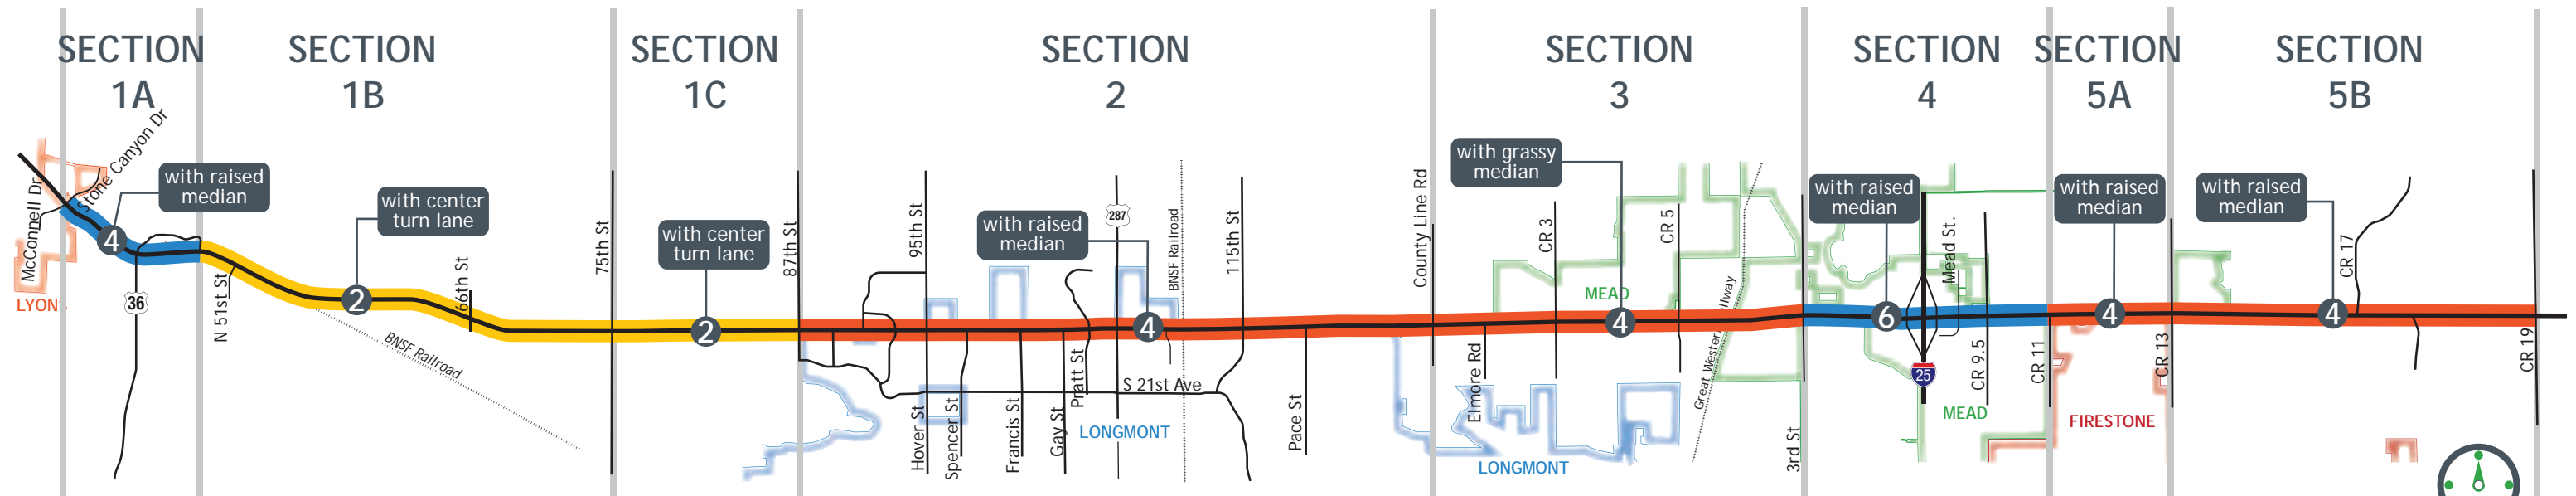 SECTION
1A
SECTION
1B
SECTION
1C
SECTION
2
SECTION
3
SECTION
4
SECTION
5A
SECTION
5B
McConnell Dr
Stone Canyon Dr
LYONS
with raised
median
4
36
N 51st St
with center
turn lane
2
66th St
BNSF Railroad
75th St
with center
turn lane
2
87th St
95th St
Hover St
Spencer St
Francis St
Gay St
Pratt St
with raised
median
287
4
BNSF Railroad
115th St
S 21st Ave
LONGMONT
Pace St
County Line Rd
with grassy
median
4
Elmore Rd
CR 3
MEAD
CR 5
Great Western Railway
LONGMONT
3rd St
with raised
median
6
25
Mead St.
CR 9.5
MEAD
CR 11
with raised
median
4
FIRESTONE
CR 13
with raised
median
4
CR 17
CR 19